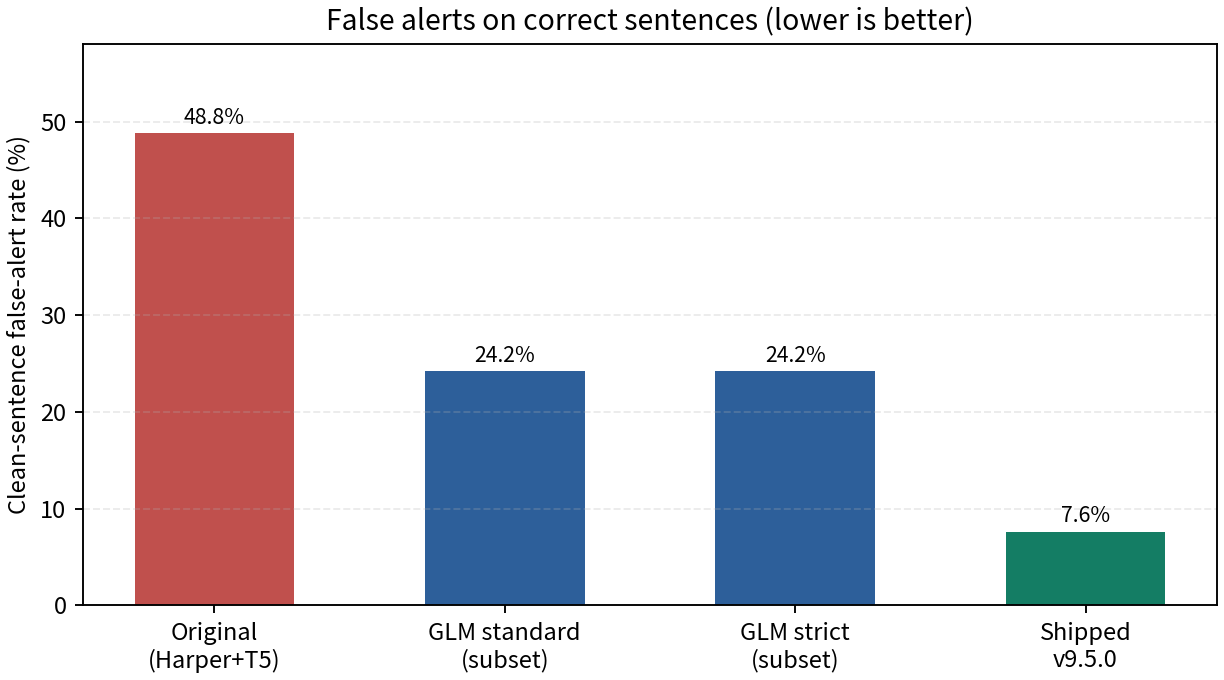 False alerts on correct sentences (lower is better)
Clean-sentence false-alert rate (%)
50
40
30
20
10
0
48.8%
24.2%
24.2%
7.6%
Original
(Harper+T5)
GLM standard
(subset)
GLM strict
(subset)
Shipped
v9.5.0